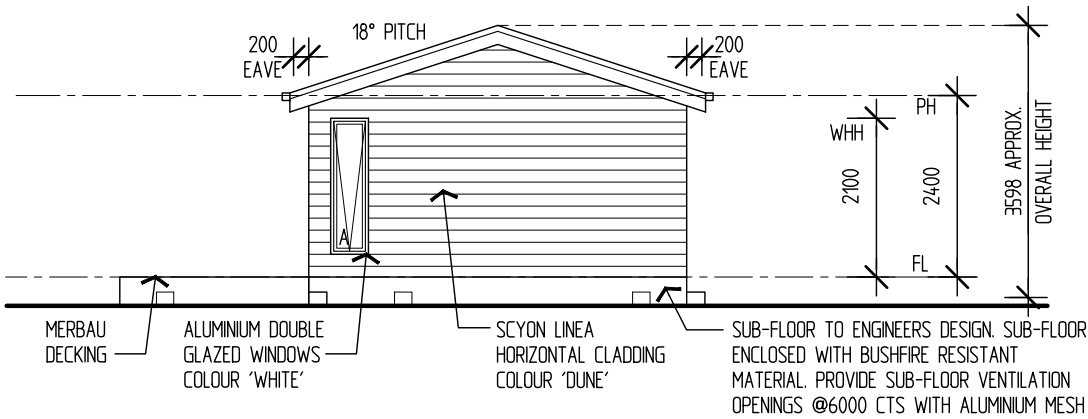 18° PITCH
200
EAVE
200
EAVE
PH
WHH
2100
2400
3598 APPROX.
OVERALL HEIGHT
A
FL
MERBAU
DECKING
ALUMINIUM DOUBLE
GLAZED WINDOWS
COLOUR 'WHITE'
SCYON LINEA
HORIZONTAL CLADDING
COLOUR 'DUNE'
SUB-FLOOR TO ENGINEERS DESIGN. SUB-FLOOR
ENCLOSED WITH BUSHFIRE RESISTANT
MATERIAL. PROVIDE SUB-FLOOR VENTILATION
OPENINGS @6000 CTS WITH ALUMINIUM MESH